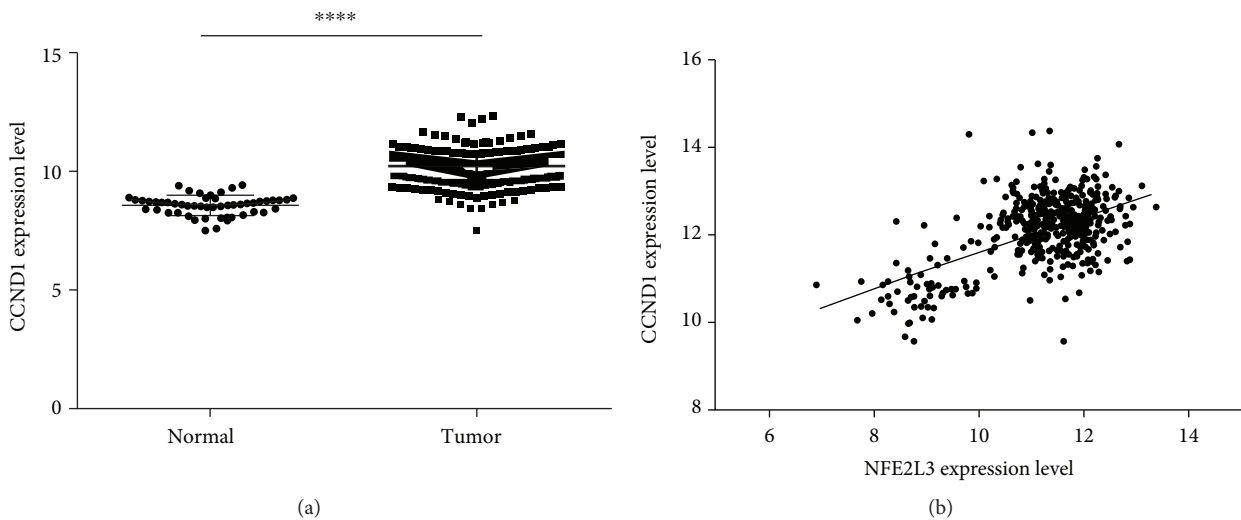 ****
CCND1 expression level
15
10
5
0
Normal Tumor
(a)
CCND1 expression level
16
14
12
10
8
6 8 10 12 14
NFE2L3 expression level
(b)